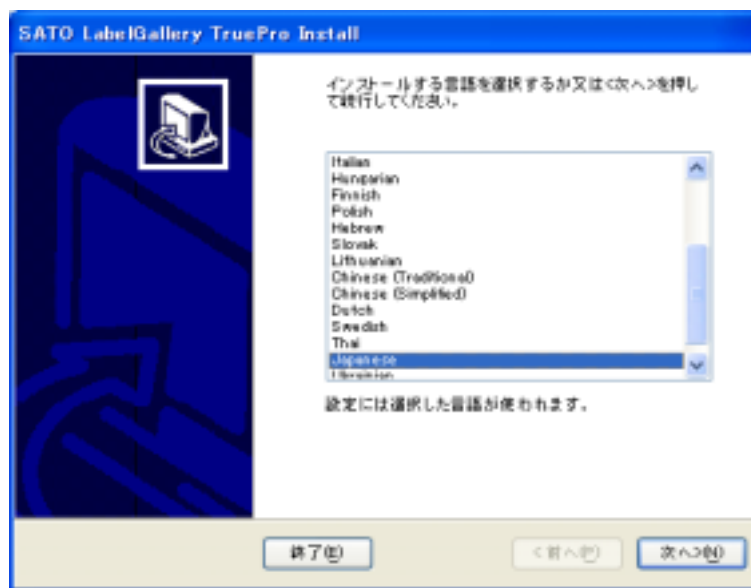 SATO LabelGallery TruePro Install
インストールする言語を選択するか又は<次へ>を押し
て続行してください。
Italian
Hungarian
Finnish
Polish
Hebrew
Slovak
Lithuanian
Chinese (Traditional)
Chinese (Simplified)
Dutch
Swedish
Thai
Japanese
Ukrainian
設定には選択した言語が使われます。
終了(E)
<前へ(P)
次へ>(N)